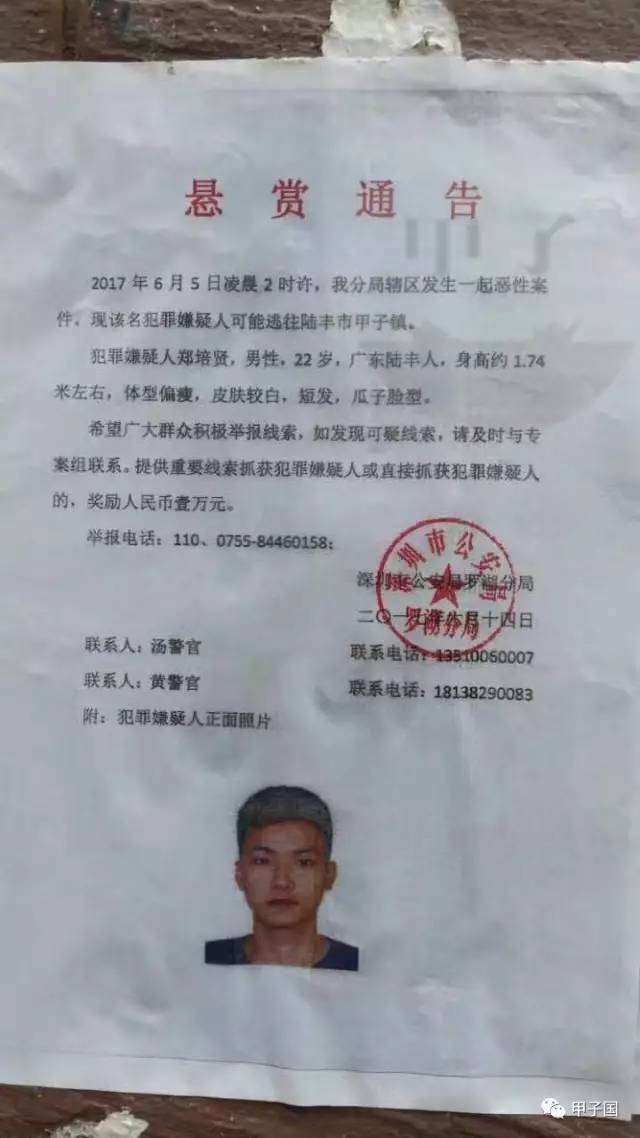 悬赏通告
2017年6月5日凌晨2时许，我分局辖区发生一起恶性案
件，现该名犯罪嫌疑人可能逃往陆丰市甲子镇。
犯罪嫌疑人郑培贤，男性，22岁，广东陆丰人，身高约1.74
米左右，体型偏瘦，皮肤较白，短发，瓜子脸型。
希望广大群众积极举报线索，如发现可疑线索，请及时与专
案组联系。提供重要线索抓获犯罪嫌疑人或直接抓获犯罪嫌疑人
的，奖励人民币壹万元。
举报电话：110、0755-84460158；
深圳市公安局罗湖分局
二〇一七年六月十四日
深圳市公安局
罗湖分局
联系人：汤警官 联系电话：13510060007
联系人：黄警官 联系电话：18138290083
附：犯罪嫌疑人正面照片
甲子国